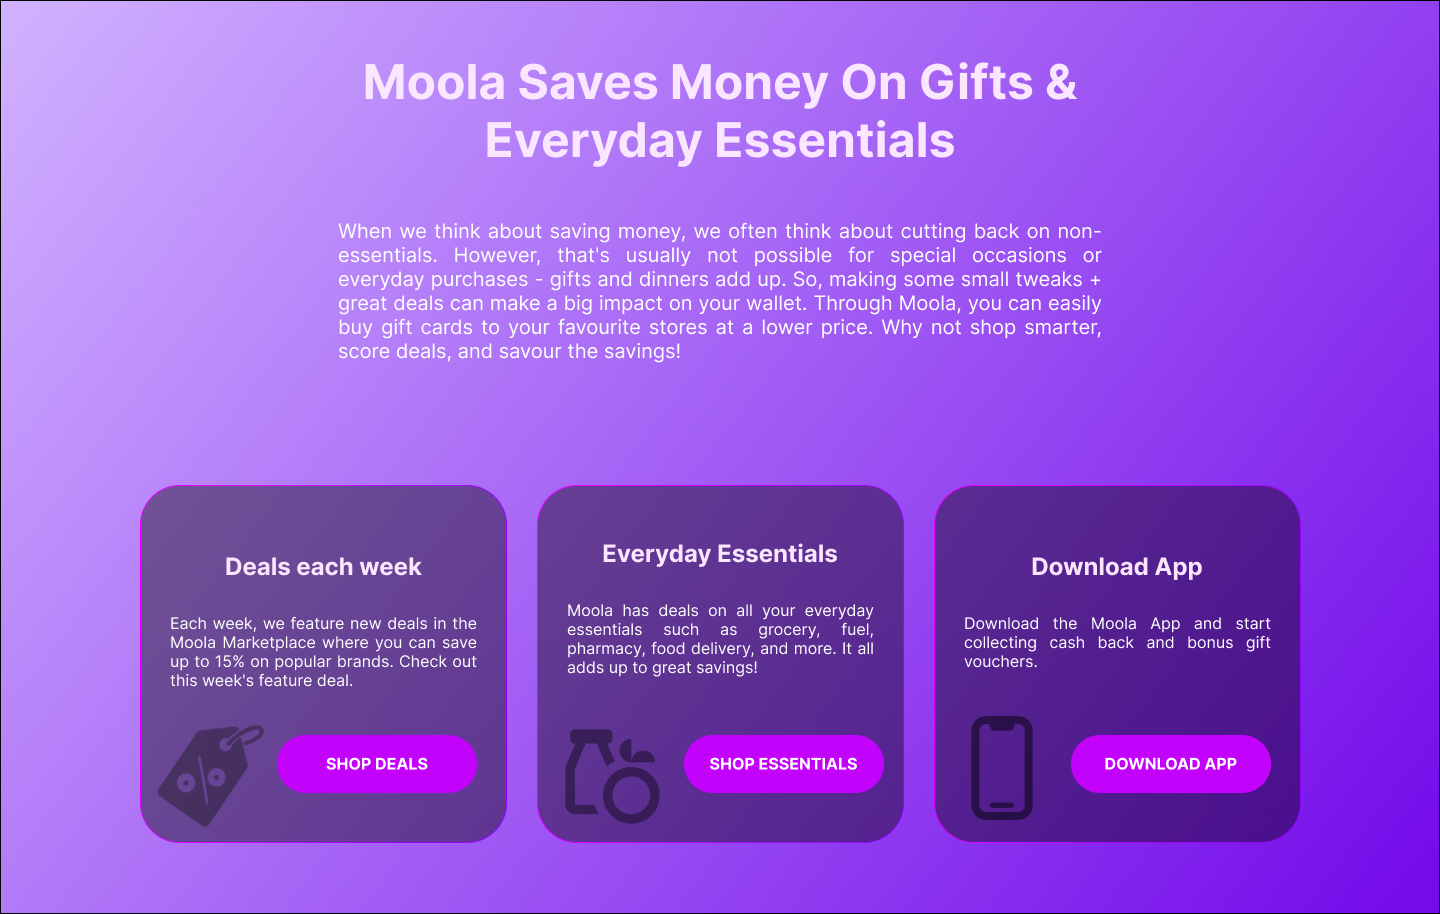 Moola Saves Money On Gifts &
Everyday Essentials
When we think about saving money, we often think about cutting back on non-
essentials. However, that's usually not possible for special occasions or
everyday purchases - gifts and dinners add up. So, making some small tweaks +
great deals can make a big impact on your wallet. Through Moola, you can easily
buy gift cards to your favourite stores at a lower price. Why not shop smarter,
score deals, and savour the savings!
Deals each week
Each week, we feature new deals in the
Moola Marketplace where you can save
up to 15% on popular brands. Check out
this week's feature deal.
%
SHOP DEALS
Everyday Essentials
Moola has deals on all your everyday
essentials such as grocery, fuel,
pharmacy, food delivery, and more. It all
adds up to great savings!
SHOP ESSENTIALS
Download App
Download the Moola App and start
collecting cash back and bonus gift
vouchers.
DOWNLOAD APP